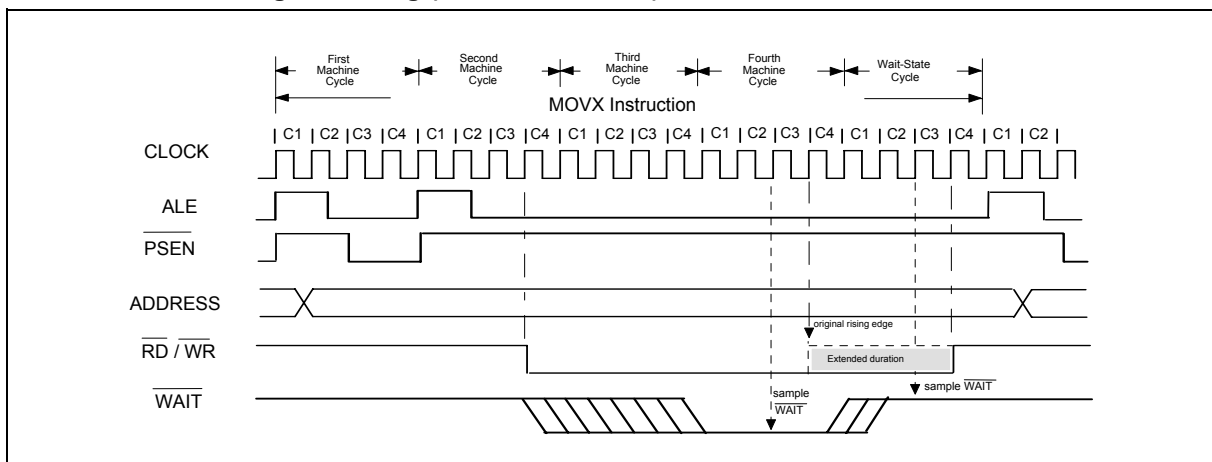 First Machine Cycle
Second Machine Cycle
Third Machine Cycle
Fourth Machine Cycle
Wait-State Cycle
MOVX Instruction
C1 C2 C3 C4 C1 C2 C3 C4 C1 C2 C3 C4 C1 C2 C3 C4 C1 C2 C3 C4 C1 C2
CLOCK
ALE
PSEN
ADDRESS
original rising edge
RD / WR
Extended duration
sample WAIT
sample WAIT
WAIT